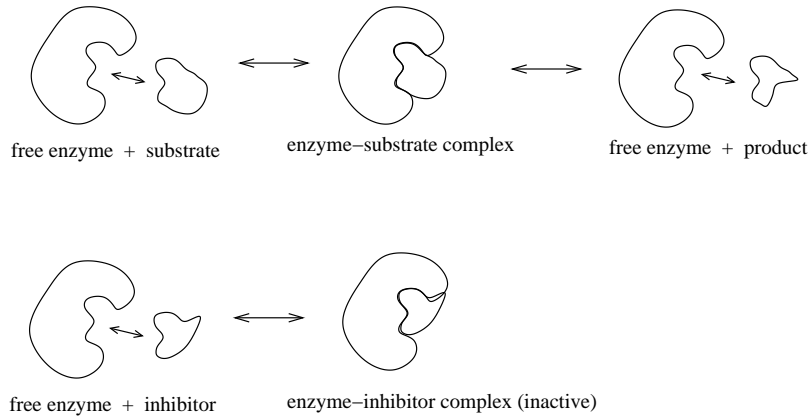 free enzyme + substrate
enzyme−substrate complex
free enzyme + product
free enzyme + inhibitor
enzyme−inhibitor complex (inactive)